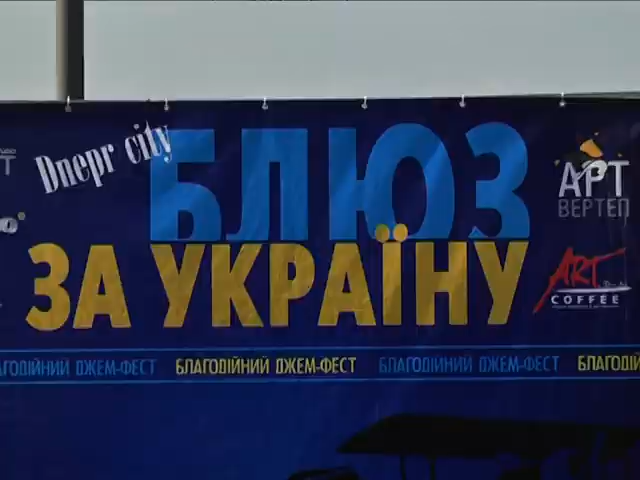 Dnepr city
БЛЮЗ
ЗА УКРАЇНУ
АРТ
ВЕРТЕП
ART
COFFEE
БЛАГОДІЙНИЙ ДЖЕМ-ФЕСТ БЛАГОДІЙНИЙ ДЖЕМ-ФЕСТ